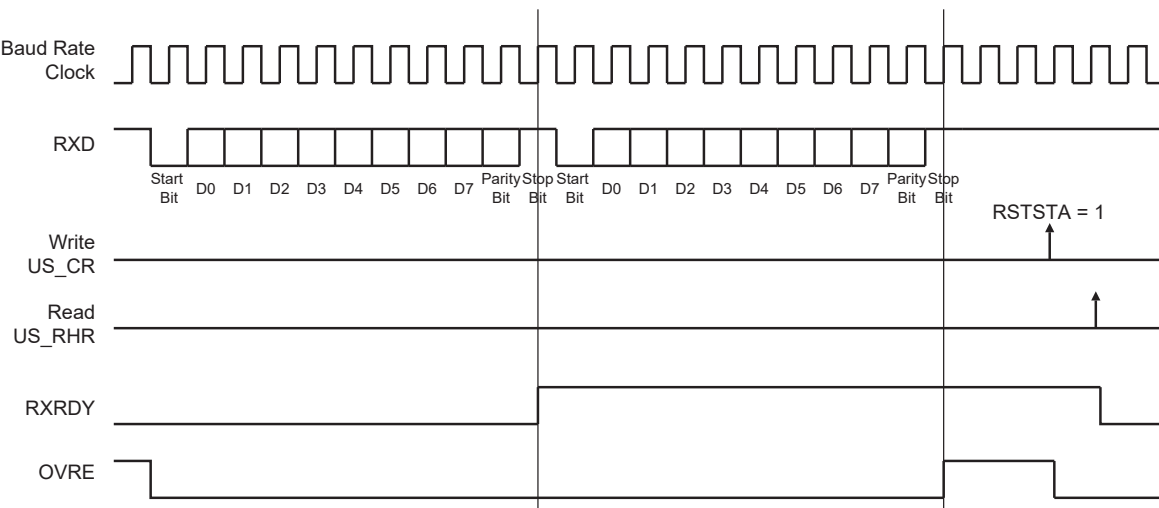 Baud Rate
Clock
RXD
Start
Bit
D0
D1
D2
D3
D4
D5
D6
D7
Parity
Bit
Stop
Bit
Start
Bit
D0
D1
D2
D3
D4
D5
D6
D7
Parity
Bit
Stop
Bit
RSTSTA = 1
Write
US_CR
Read
US_RHR
RXRDY
OVRE